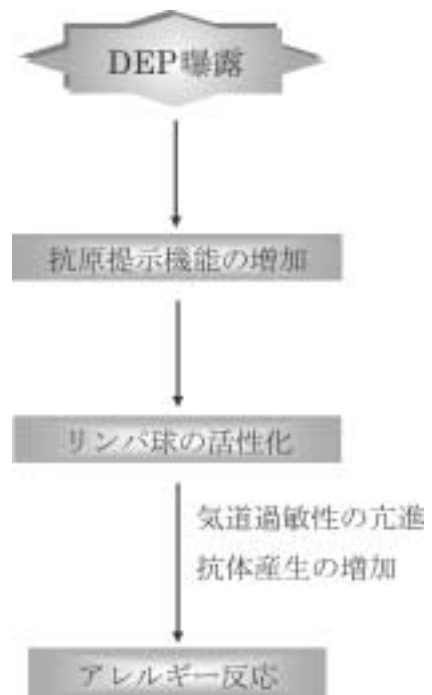 DEP曝露
抗原提示機能の増加
リンパ球の活性化
気道過敏性の亢進
抗体産生の増加
アレルギー反応